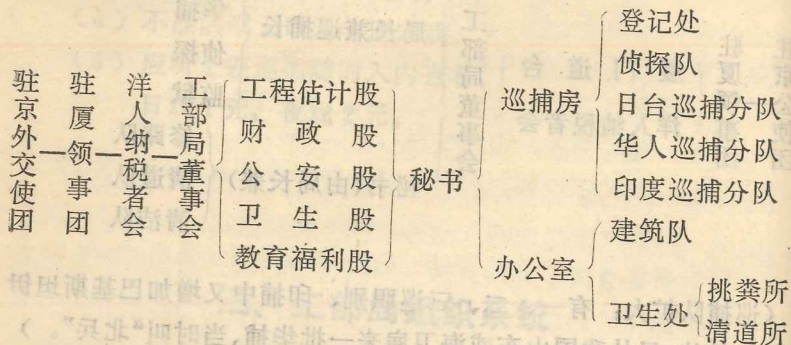 驻京外交使团
驻厦领事团
洋人纳税者会
工部局董事会
工程估计股
财政股
公安股
卫生股
教育福利股
秘书
巡捕房
登记处
侦探队
日台巡捕分队
华人巡捕分队
印度巡捕分队
办公室
建筑队
卫生处
挑粪所
清道所